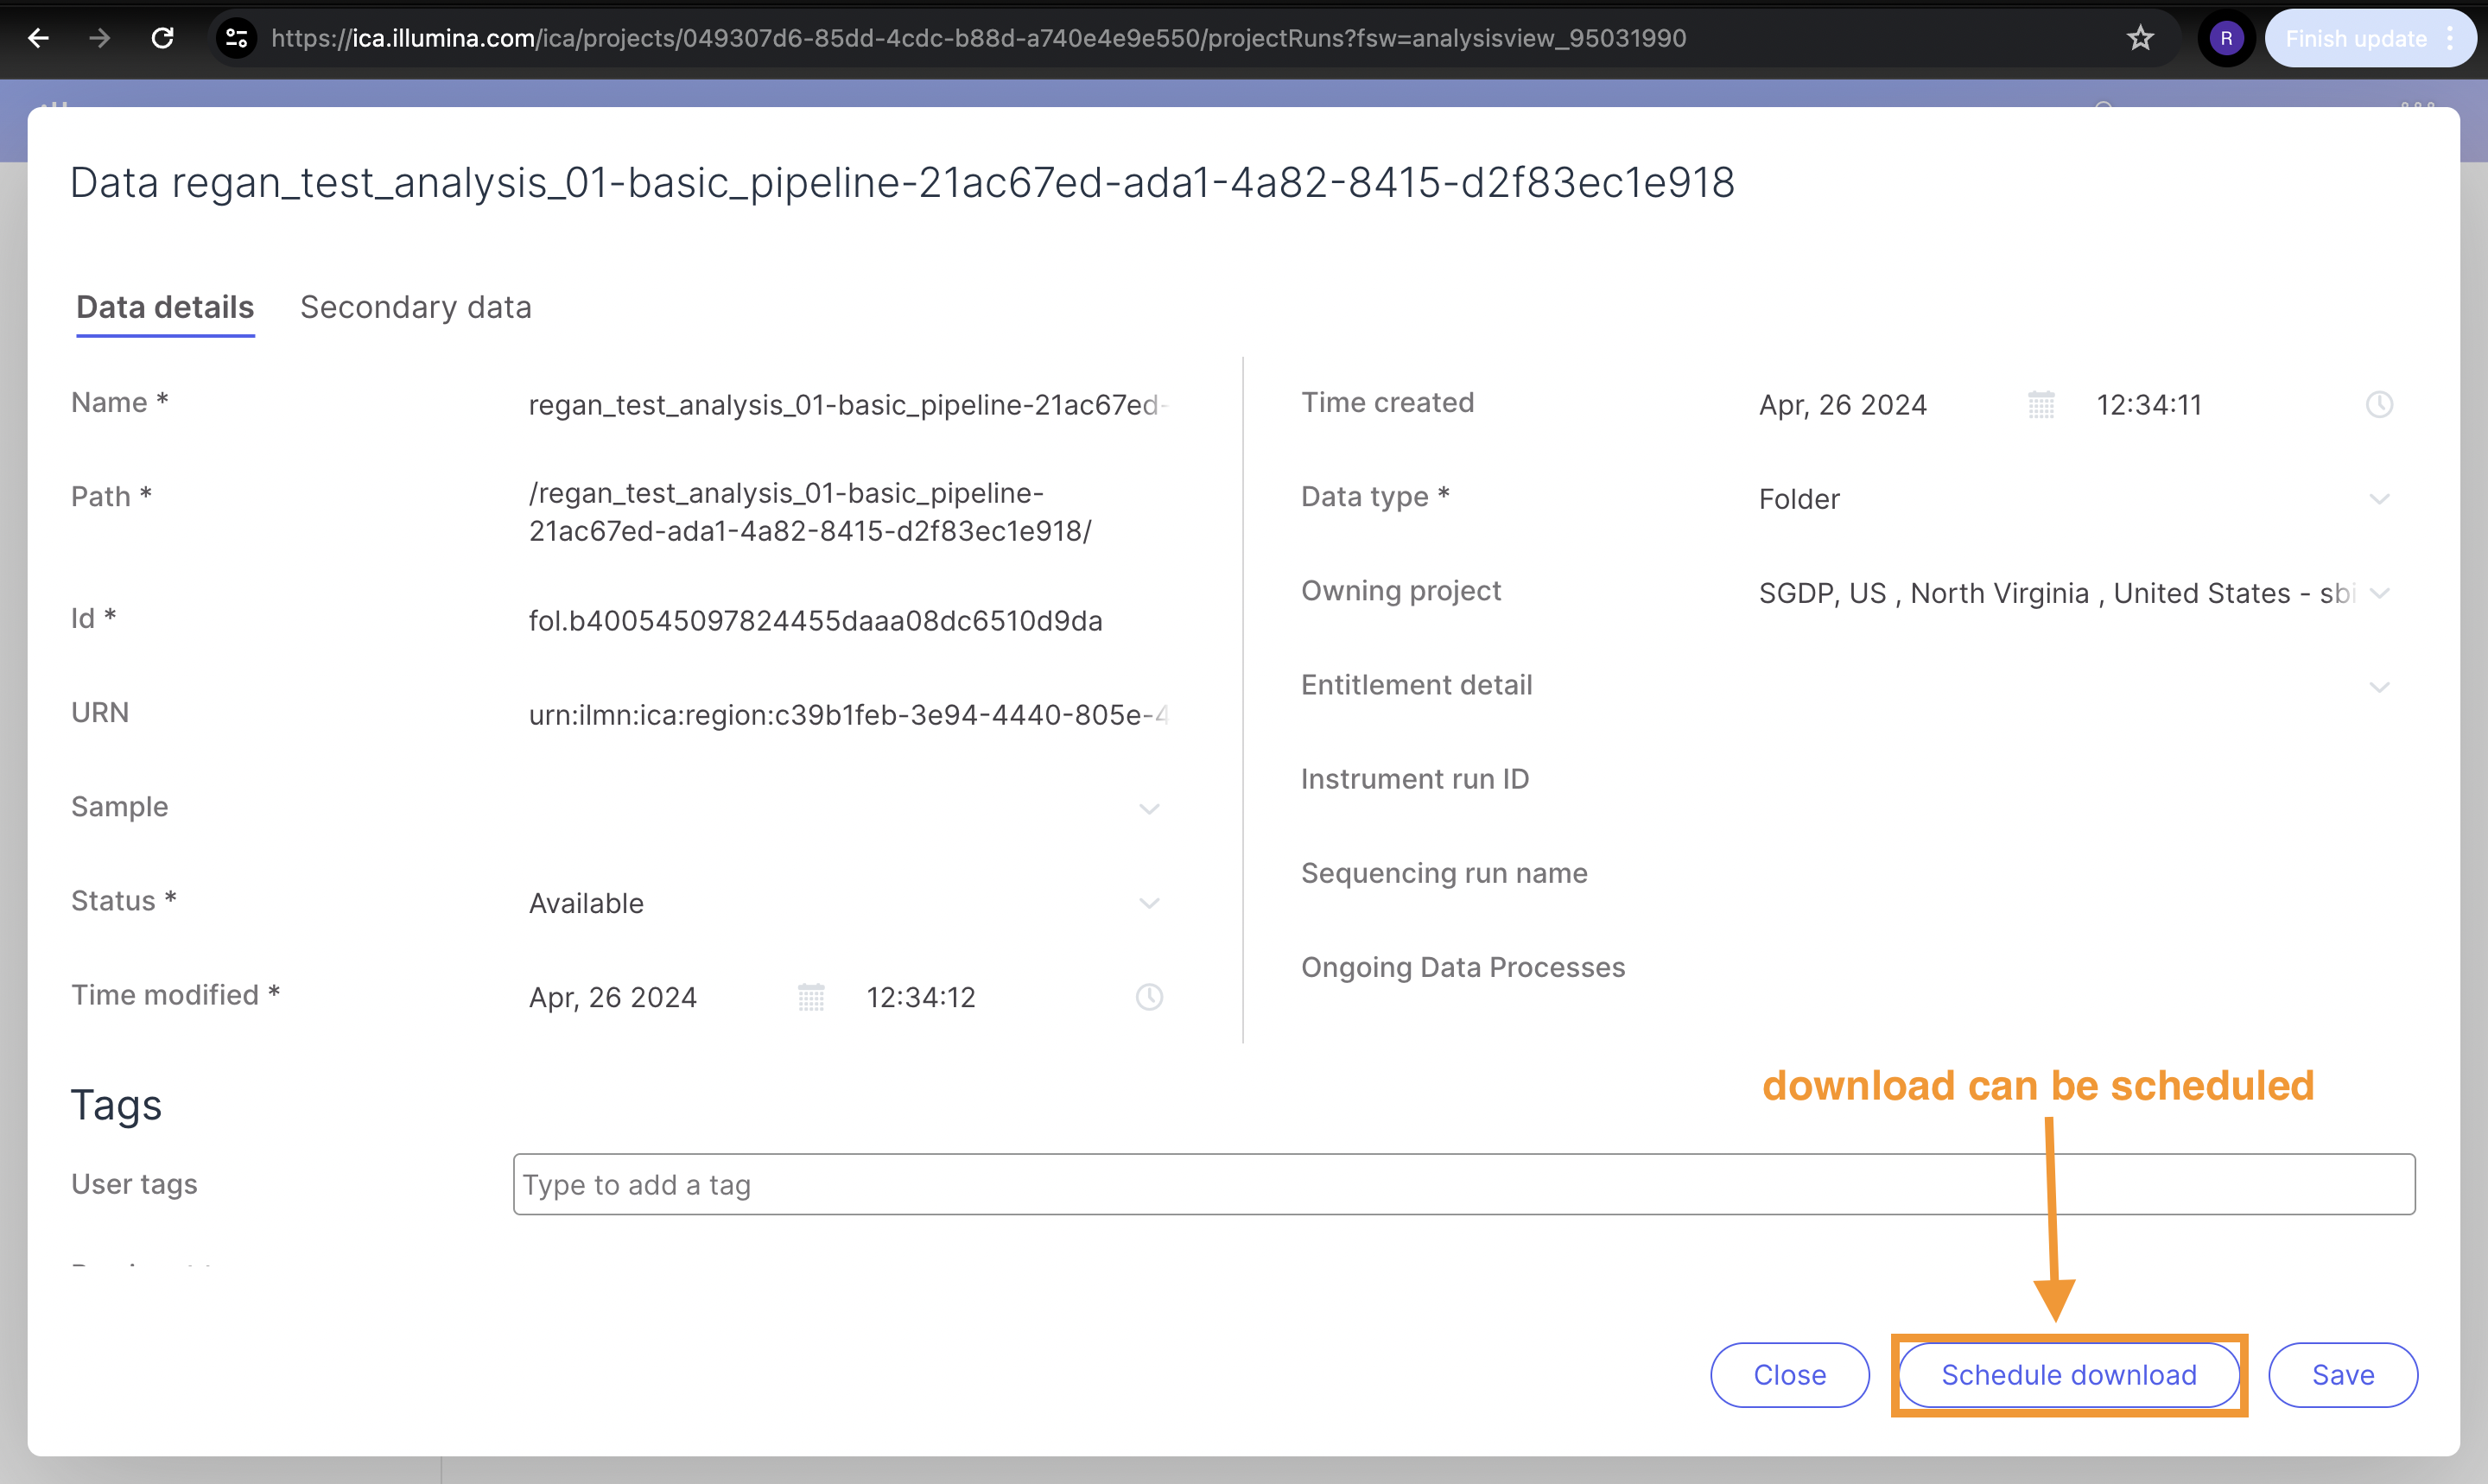 https://ica.illumina.com/ica/projects/049307d6-85dd-4cdc-b88d-a740e4e9e550/projectRuns?fsw=analysisview_95031990
R
Finish update
Data regan_test_analysis_01-basic_pipeline-21ac67ed-ada1-4a82-8415-d2f83ec1e918
Data details Secondary data
Name * regan_test_analysis_01-basic_pipeline-21ac67ed-
Path * /regan_test_analysis_01-basic_pipeline-
21ac67ed-ada1-4a82-8415-d2f83ec1e918/
Id * fol.b400545097824455daaa08dc6510d9da
URN urn:ilmn:ica:region:c39b1feb-3e94-4440-805e-4
Sample
Status * Available
Time modified * Apr, 26 2024 12:34:12
Time created Apr, 26 2024 12:34:11
Data type * Folder
Owning project SGDP, US , North Virginia , United States - sbi
Entitlement detail
Instrument run ID
Sequencing run name
Ongoing Data Processes
Tags
User tags Type to add a tag
download can be scheduled
Close Schedule download Save